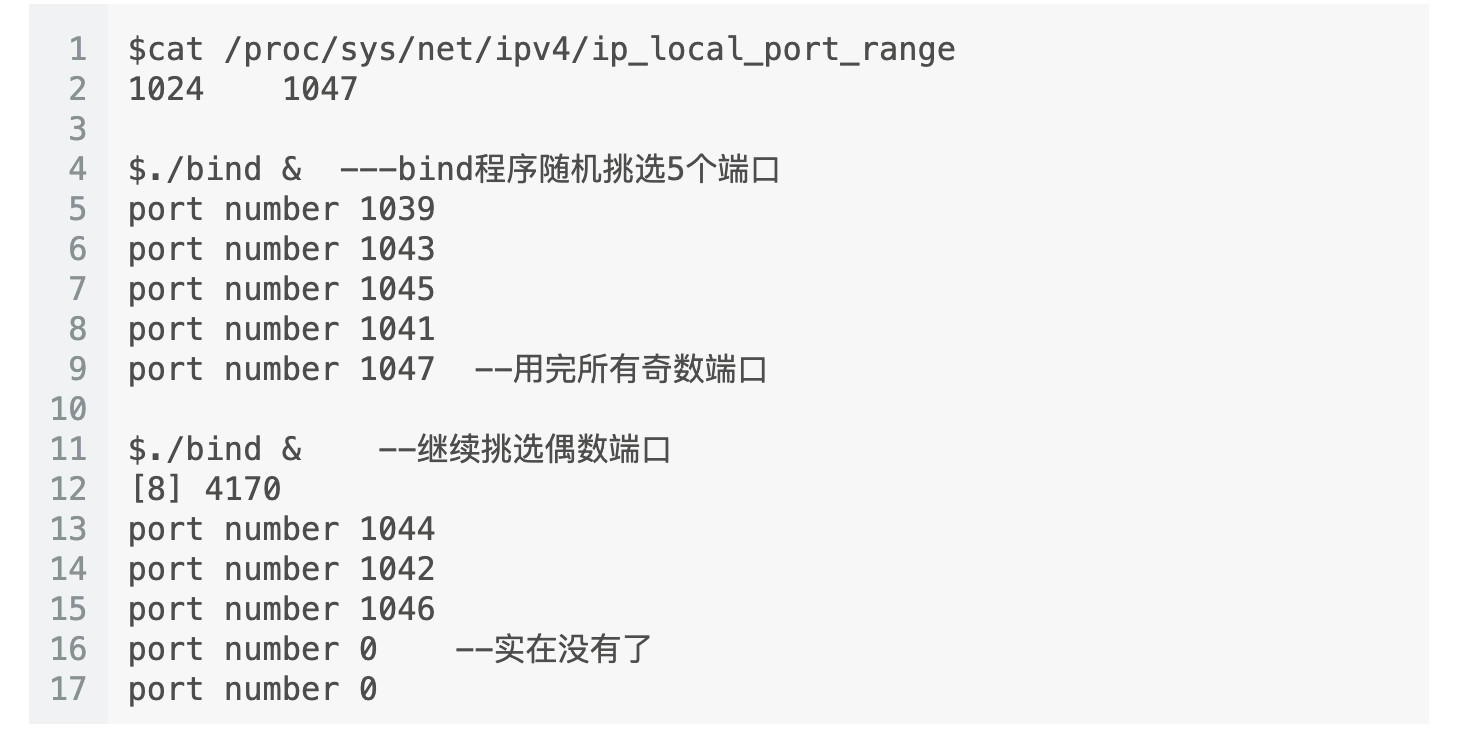 1 $cat /proc/sys/net/ipv4/ip_local_port_range
2 1024    1047
3
4 $./bind &  ---bind程序随机挑选5个端口
5 port number 1039
6 port number 1043
7 port number 1045
8 port number 1041
9 port number 1047  --用完所有奇数端口
10
11 $./bind &    --继续挑选偶数端口
12 [8] 4170
13 port number 1044
14 port number 1042
15 port number 1046
16 port number 0    --实在没有了
17 port number 0